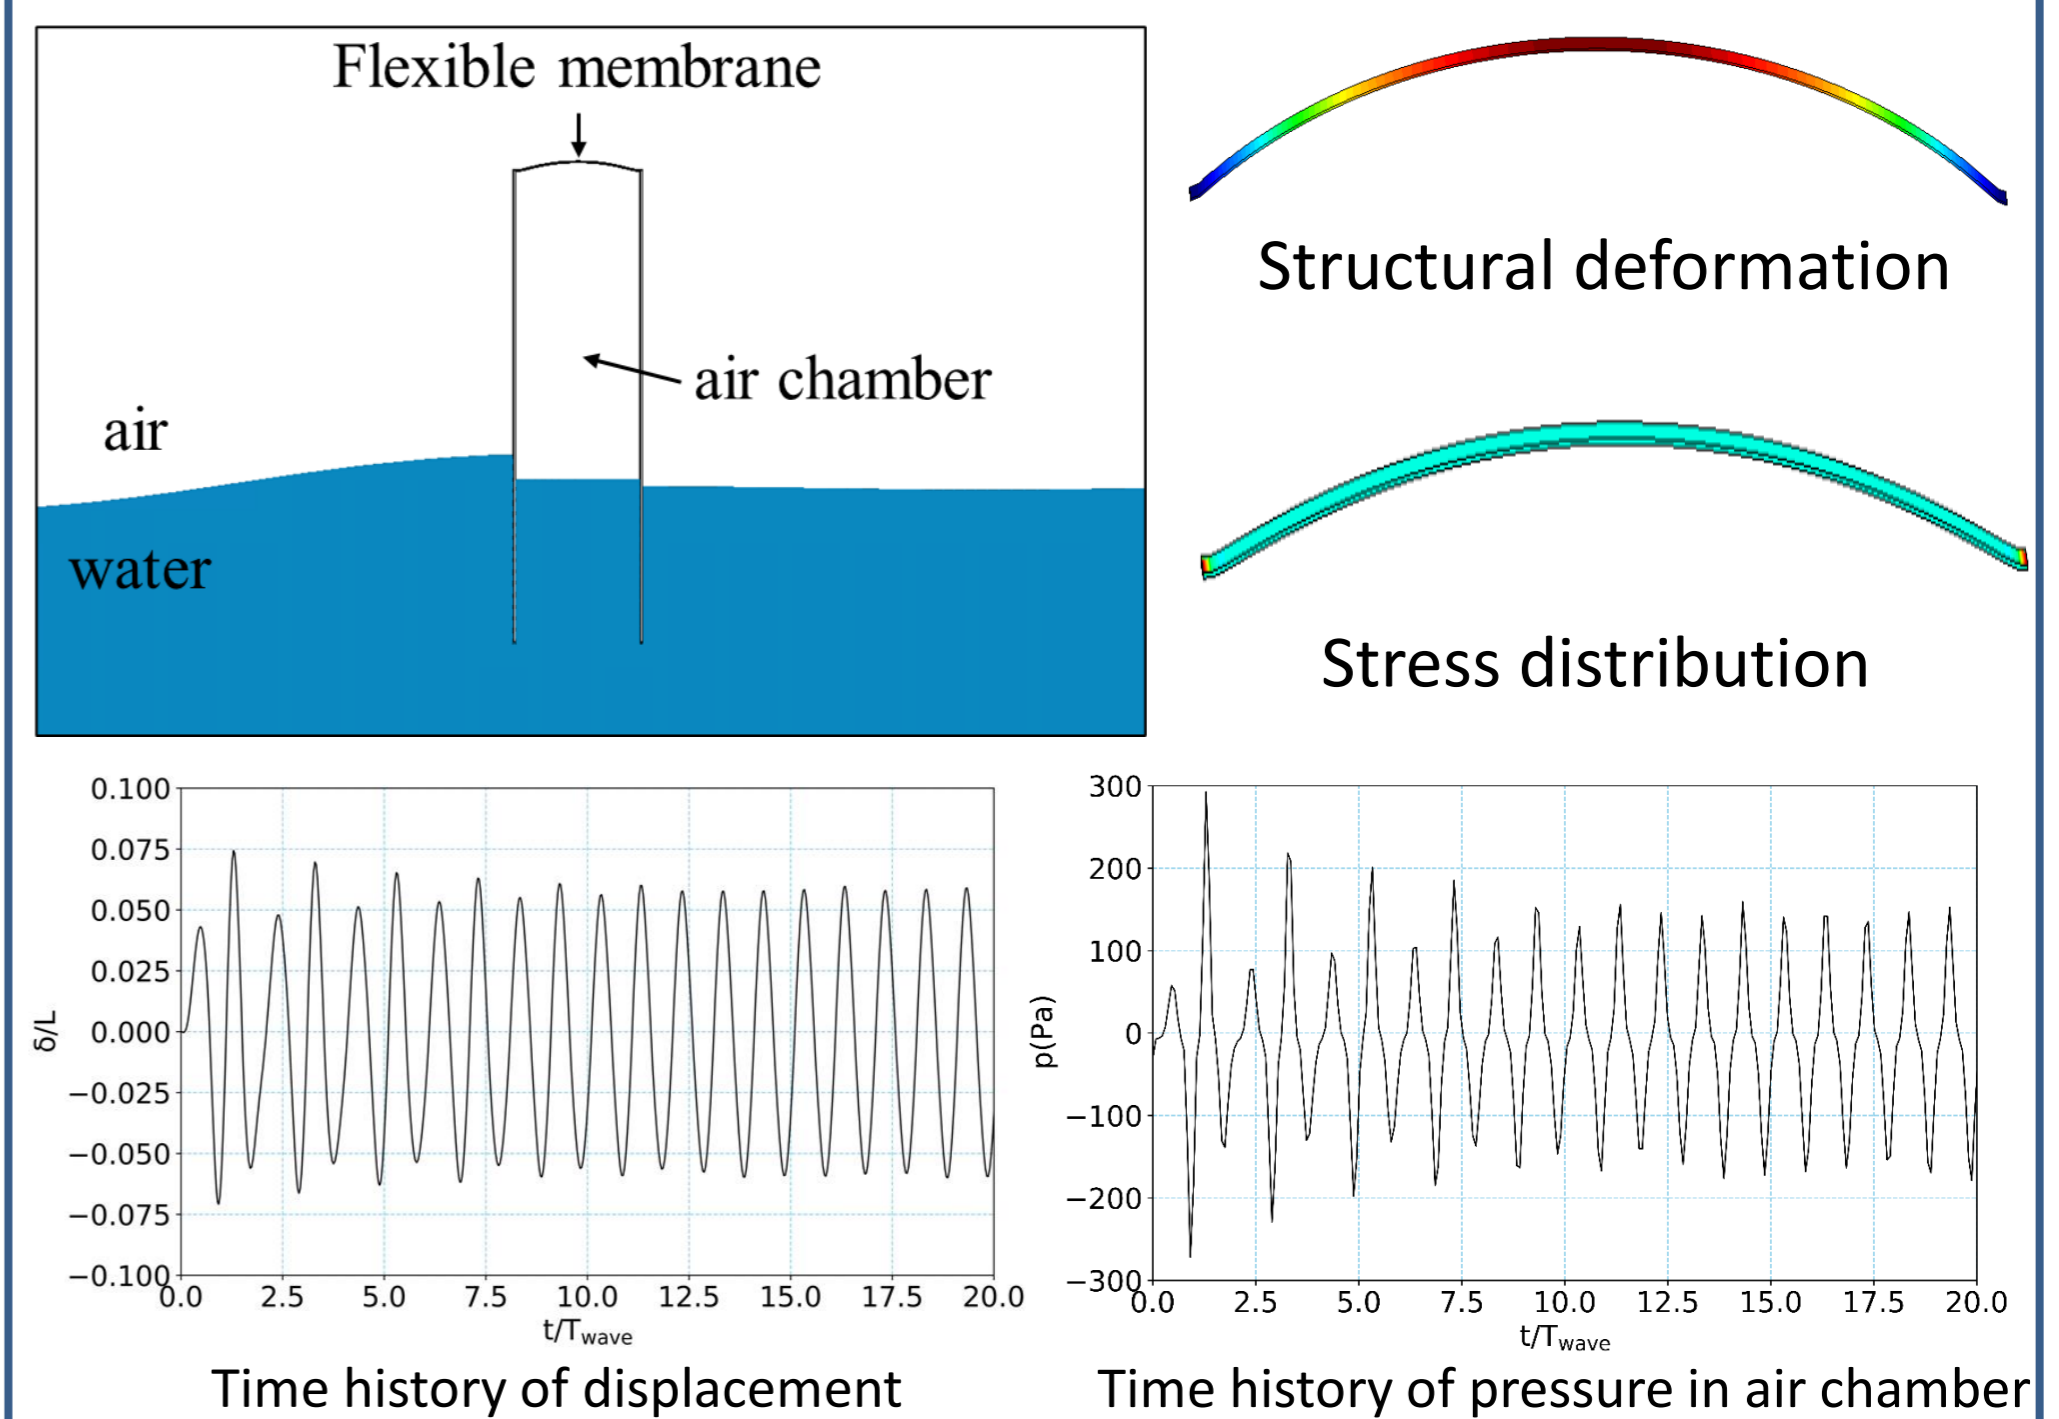 Flexible membrane
air chamber
air
water
Structural deformation
Stress distribution
0.100
0.075
0.050
0.025
0.000
−0.025
−0.050
−0.075
−0.100
δ/L
0.0 2.5 5.0 7.5 10.0 12.5 15.0 17.5 20.0
t/Twave
Time history of displacement
300
200
100
0
−100
−200
−300
p(Pa)
0.0 2.5 5.0 7.5 10.0 12.5 15.0 17.5 20.0
t/Twave
Time history of pressure in air chamber